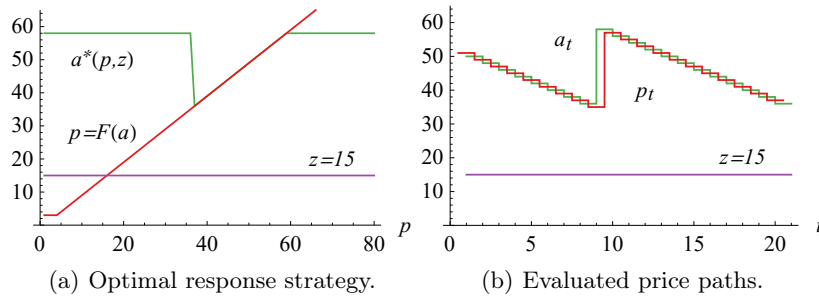 60
50
a*(p,z)
40
30
p=F(a)
20
z=15
10
0 20 40 60 80 p
60
a_t
50
40
p_t
30
20
z=15
10
0 5 10 15 20 t
(a) Optimal response strategy.
(b) Evaluated price paths.